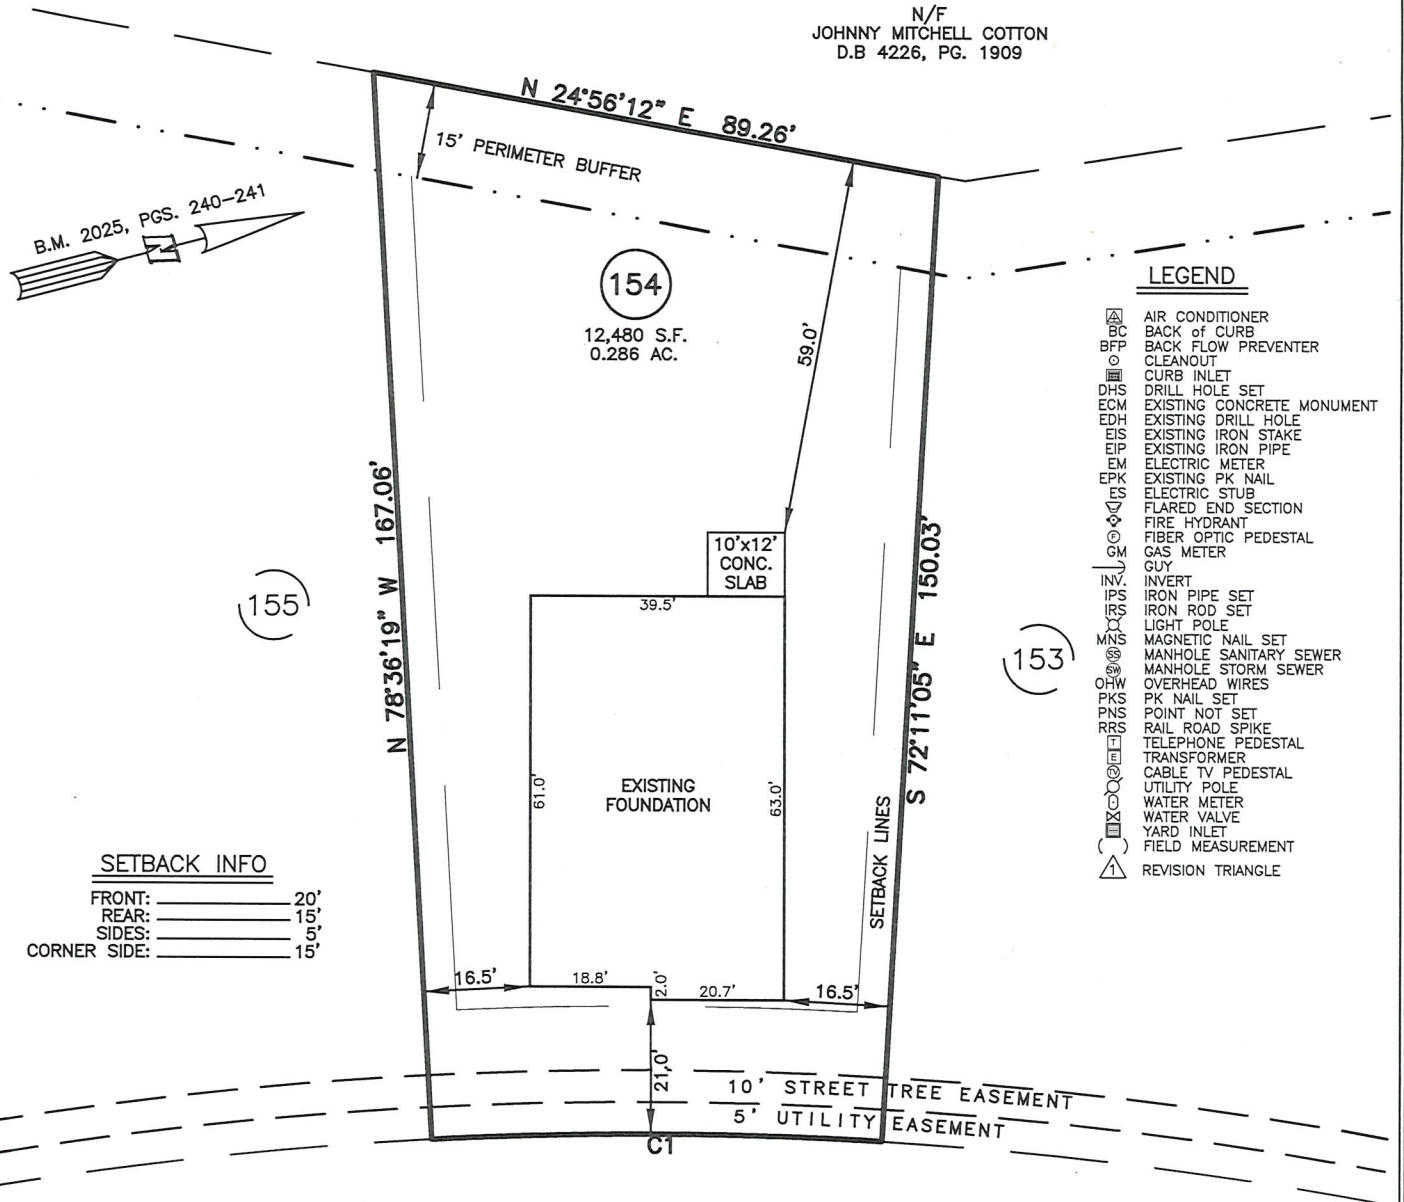 N/F
JOHNNY MITCHELL COTTON
D.B 4226, PG. 1909
N 24°56'12" E 89.26'
15' PERIMETER BUFFER
B.M. 2025, PGS. 240-241
N
154
12,480 S.F.
0.286 AC.
59.0'
N 78°36'19" W 167.06'
S 72°11'05" E 150.03'
10'x12'
CONC.
SLAB
39.5'
155
153
61.0'
EXISTING
FOUNDATION
63.0'
SETBACK LINES
16.5'
18.8'
2.0'
20.7'
16.5'
21.0'
10' STREET TREE EASEMENT
5' UTILITY EASEMENT
C1
SETBACK INFO
FRONT: 20'
REAR: 15'
SIDES: 5'
CORNER SIDE: 15'
LEGEND
A AIR CONDITIONER
BC BACK of CURB
BFP BACK FLOW PREVENTER
CLEANOUT
CURB INLET
DHS DRILL HOLE SET
ECM EXISTING CONCRETE MONUMENT
EDH EXISTING DRILL HOLE
EIS EXISTING IRON STAKE
EIP EXISTING IRON PIPE
EM ELECTRIC METER
EPK EXISTING PK NAIL
ES ELECTRIC STUB
FLARED END SECTION
FIRE HYDRANT
F FIBER OPTIC PEDESTAL
GM GAS METER
GUY
INV. INVERT
IPS IRON PIPE SET
IRS IRON ROD SET
LIGHT POLE
MNS MAGNETIC NAIL SET
SS MANHOLE SANITARY SEWER
SW MANHOLE STORM SEWER
OHW OVERHEAD WIRES
PKS PK NAIL SET
PNS POINT NOT SET
RRS RAIL ROAD SPIKE
T TELEPHONE PEDESTAL
E TRANSFORMER
TV CABLE TV PEDESTAL
UTILITY POLE
WATER METER
WATER VALVE
YARD INLET
( ) FIELD MEASUREMENT
1 REVISION TRIANGLE